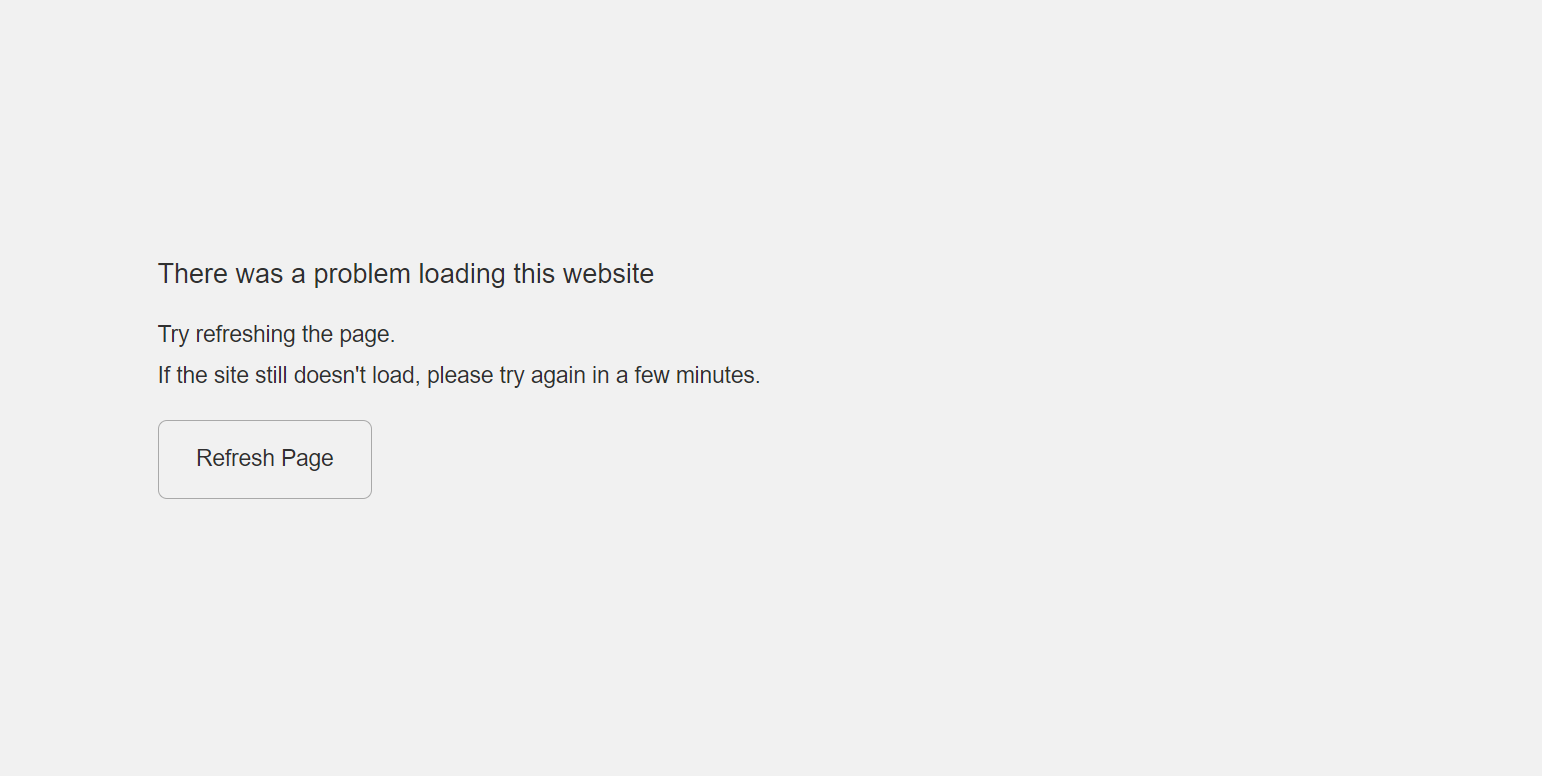 There was a problem loading this website
Try refreshing the page.
If the site still doesn't load, please try again in a few minutes.
Refresh Page